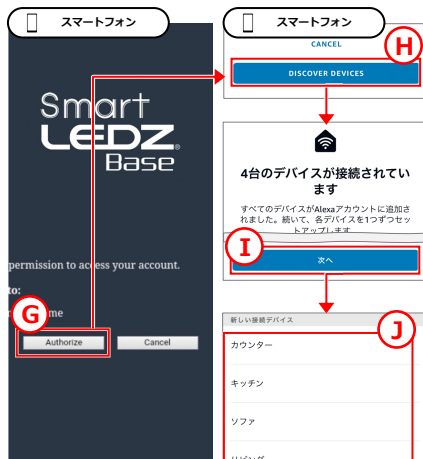 スマートフォン
Smart
LEDZ
Base
permission to access your account.
to:
me
G
Authorize
Cancel
スマートフォン
CANCEL
H
DISCOVER DEVICES
4台のデバイスが接続されてい
ます
すべてのデバイスがAlexaアカウントに追加さ
れました。続いて、各デバイスを1つずつセッ
トアップします
I
次へ
新しい接続デバイス
J
カウンター
キッチン
ソファ
リビング